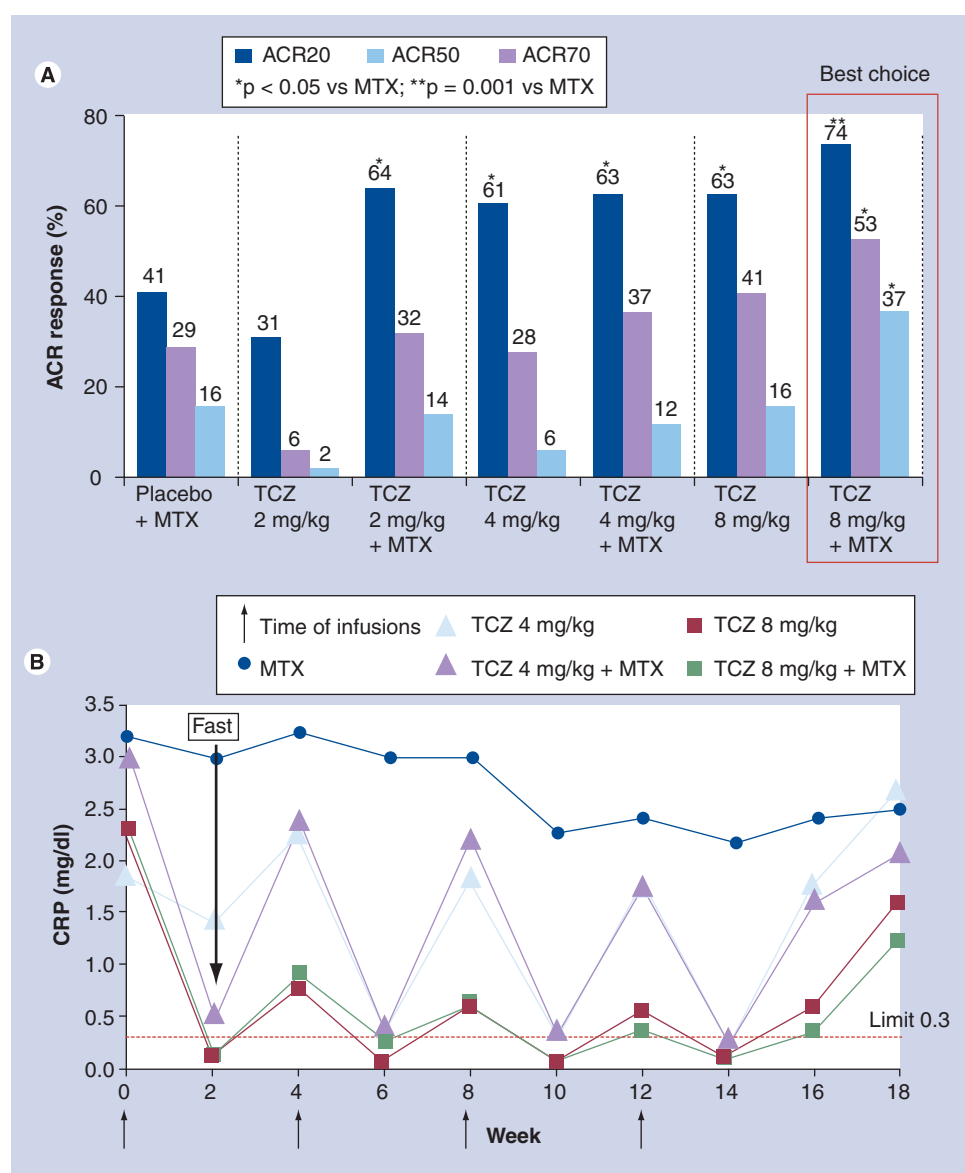 A
ACR20 ACR50 ACR70
*p < 0.05 vs MTX; **p = 0.001 vs MTX
Best choice
ACR response (%)
80
60
40
20
0
41 29 16
31 6 2
*
64 32 14
*
61 28 6
*
63 37 12
*
63 41 16
**
74
*
53
*
37
Placebo
+ MTX
TCZ
2 mg/kg
TCZ
2 mg/kg
+ MTX
TCZ
4 mg/kg
TCZ
4 mg/kg
+ MTX
TCZ
8 mg/kg
TCZ
8 mg/kg
+ MTX
B
Time of infusions TCZ 4 mg/kg TCZ 8 mg/kg
MTX TCZ 4 mg/kg + MTX TCZ 8 mg/kg + MTX
Fast
CRP (mg/dl)
3.5
3.0
2.5
2.0
1.5
1.0
0.5
0.0
Limit 0.3
0 2 4 6 8 10 12 14 16 18
Week